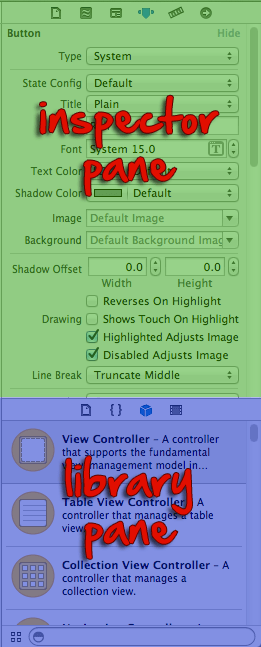 Button Hide
Type System
State Config Default
Title Plain
inspector
Font System 15.0 T
pane
Text Color Default
Shadow Color Default
Image Default Image
Background Default Background Imag
Shadow Offset 0.0 0.0
Width Height
Reverses On Highlight
Drawing Shows Touch On Highlight
Highlighted Adjusts Image
Disabled Adjusts Image
Line Break Truncate Middle
{ }
View Controller – A controller
that supports the fundamental
view-management model in...
library
Table View Controller – A
controller that manages a table
view.
pane
Collection View Controller – A
controller that manages a
collection view.